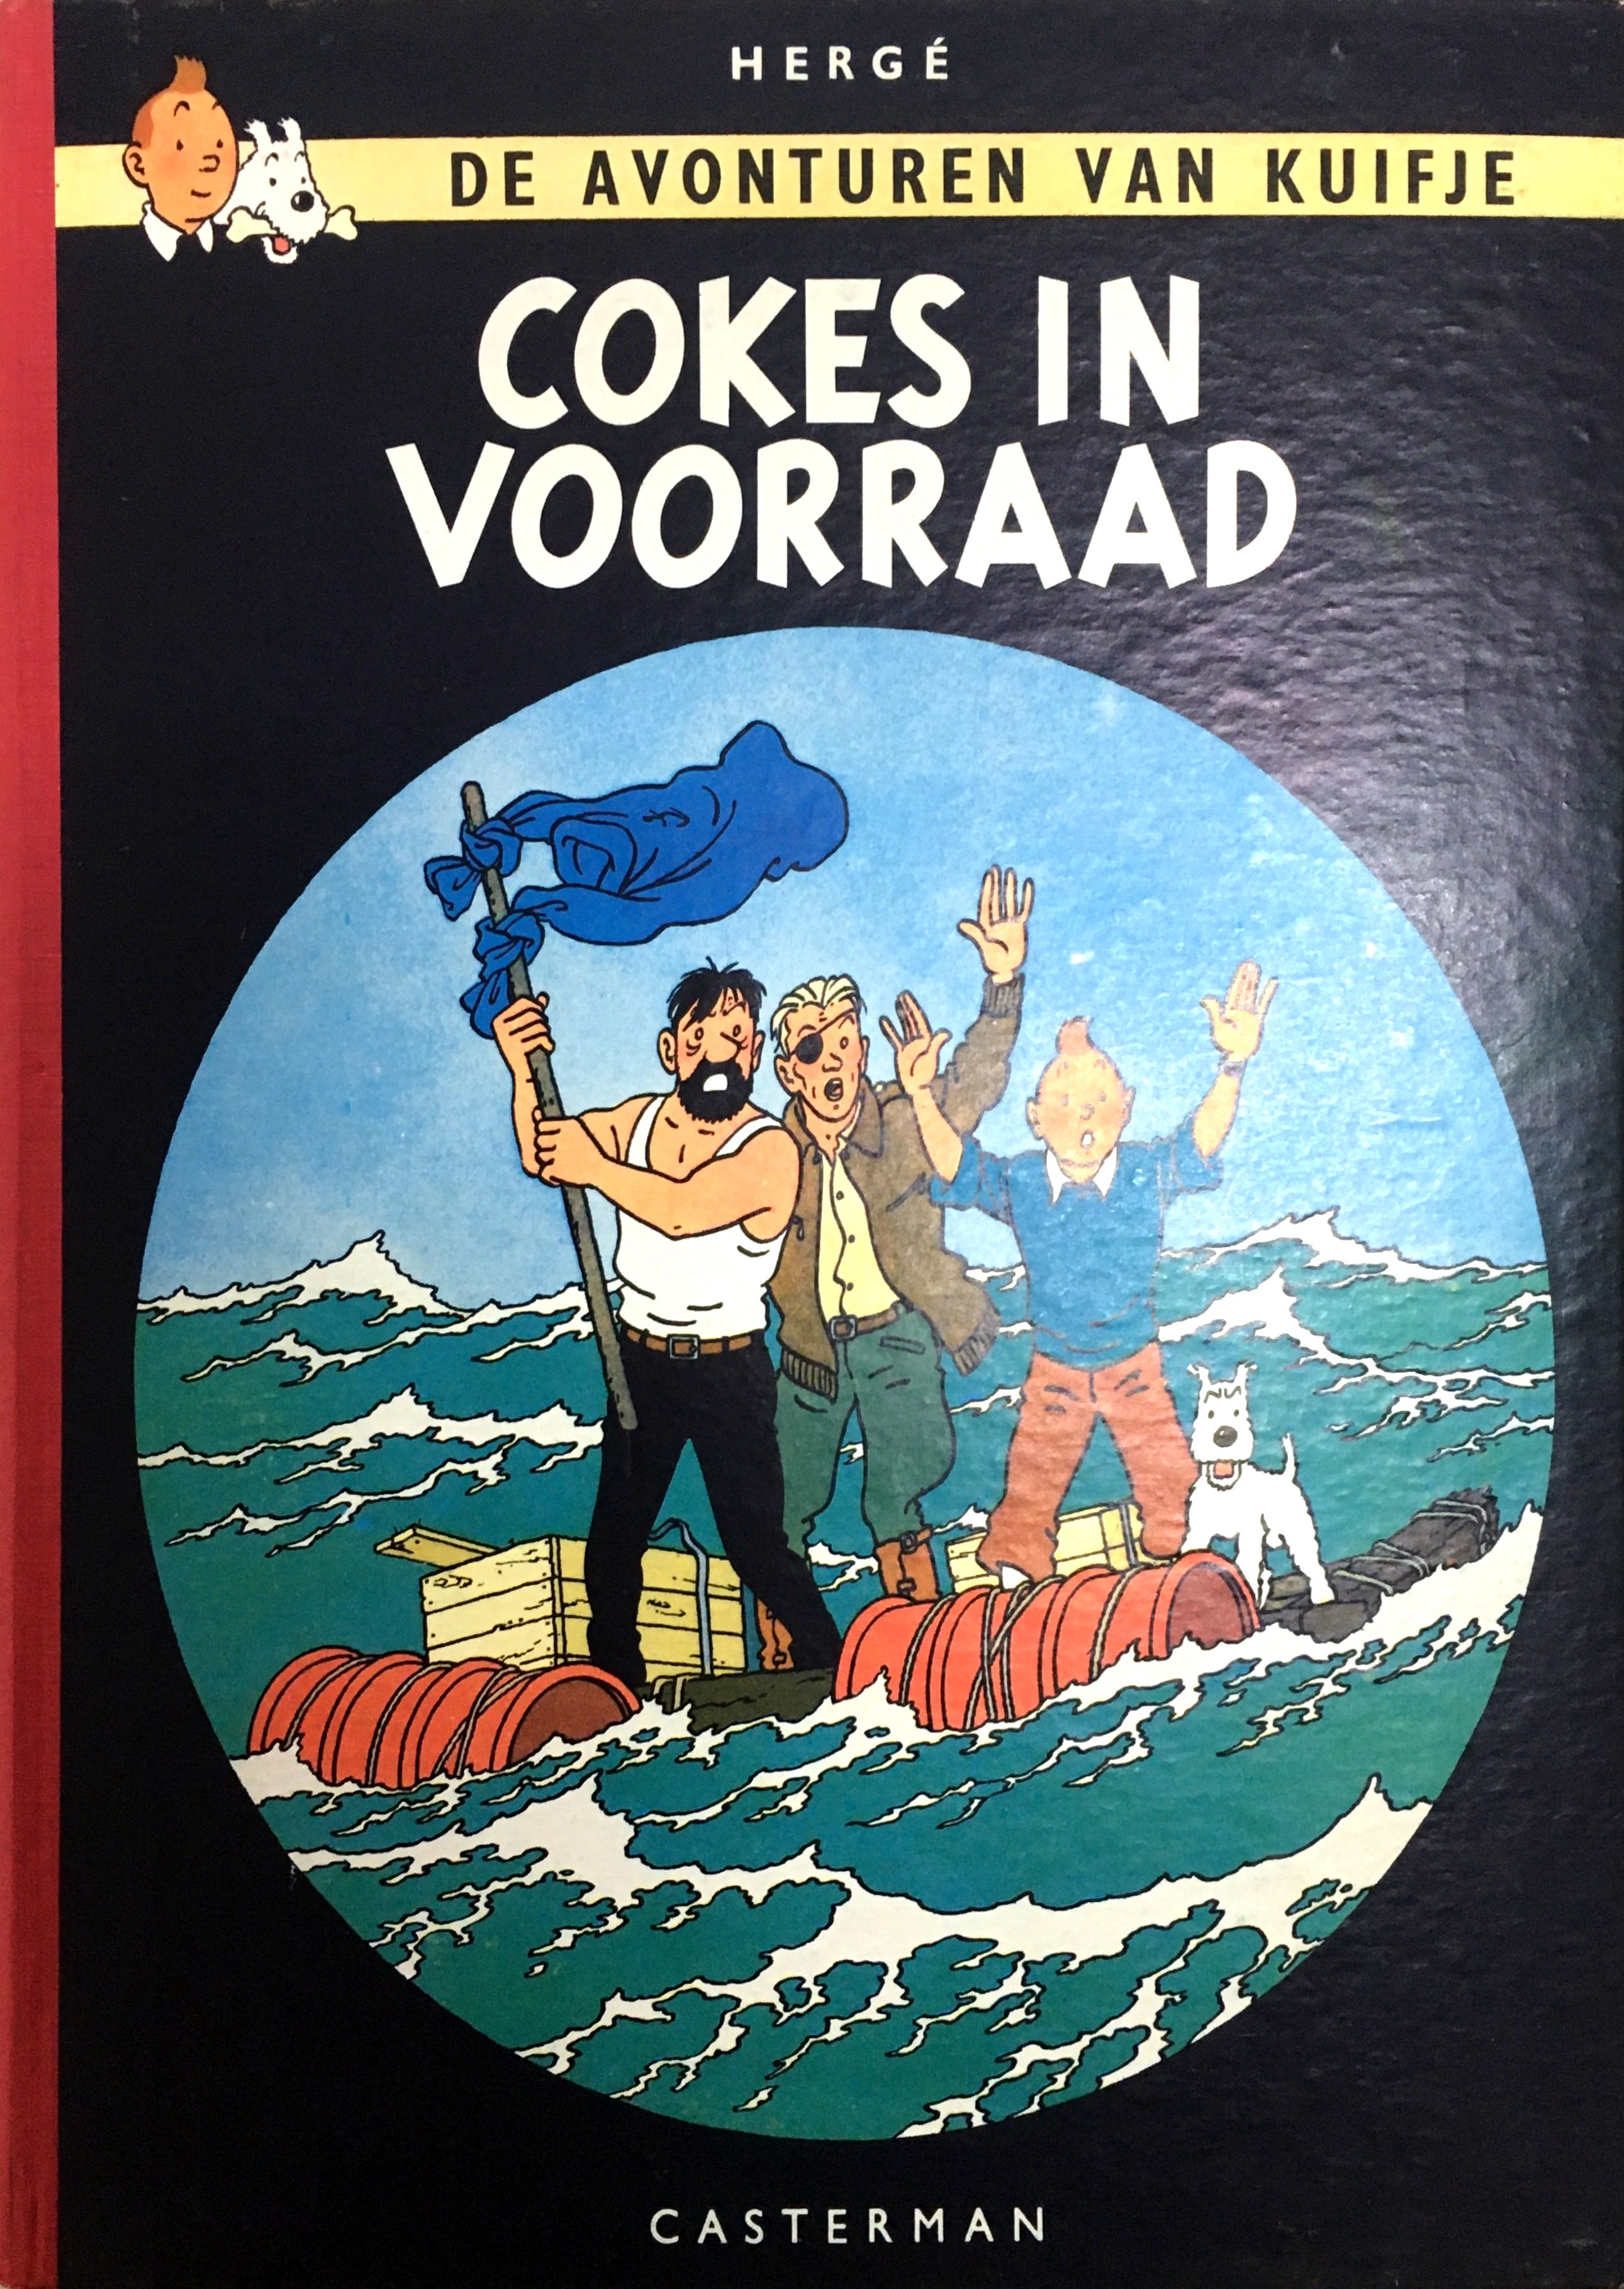 HERGÉ
DE AVONTUREN VAN KUIFJE
COKES IN
VOORRAAD
CASTERMAN